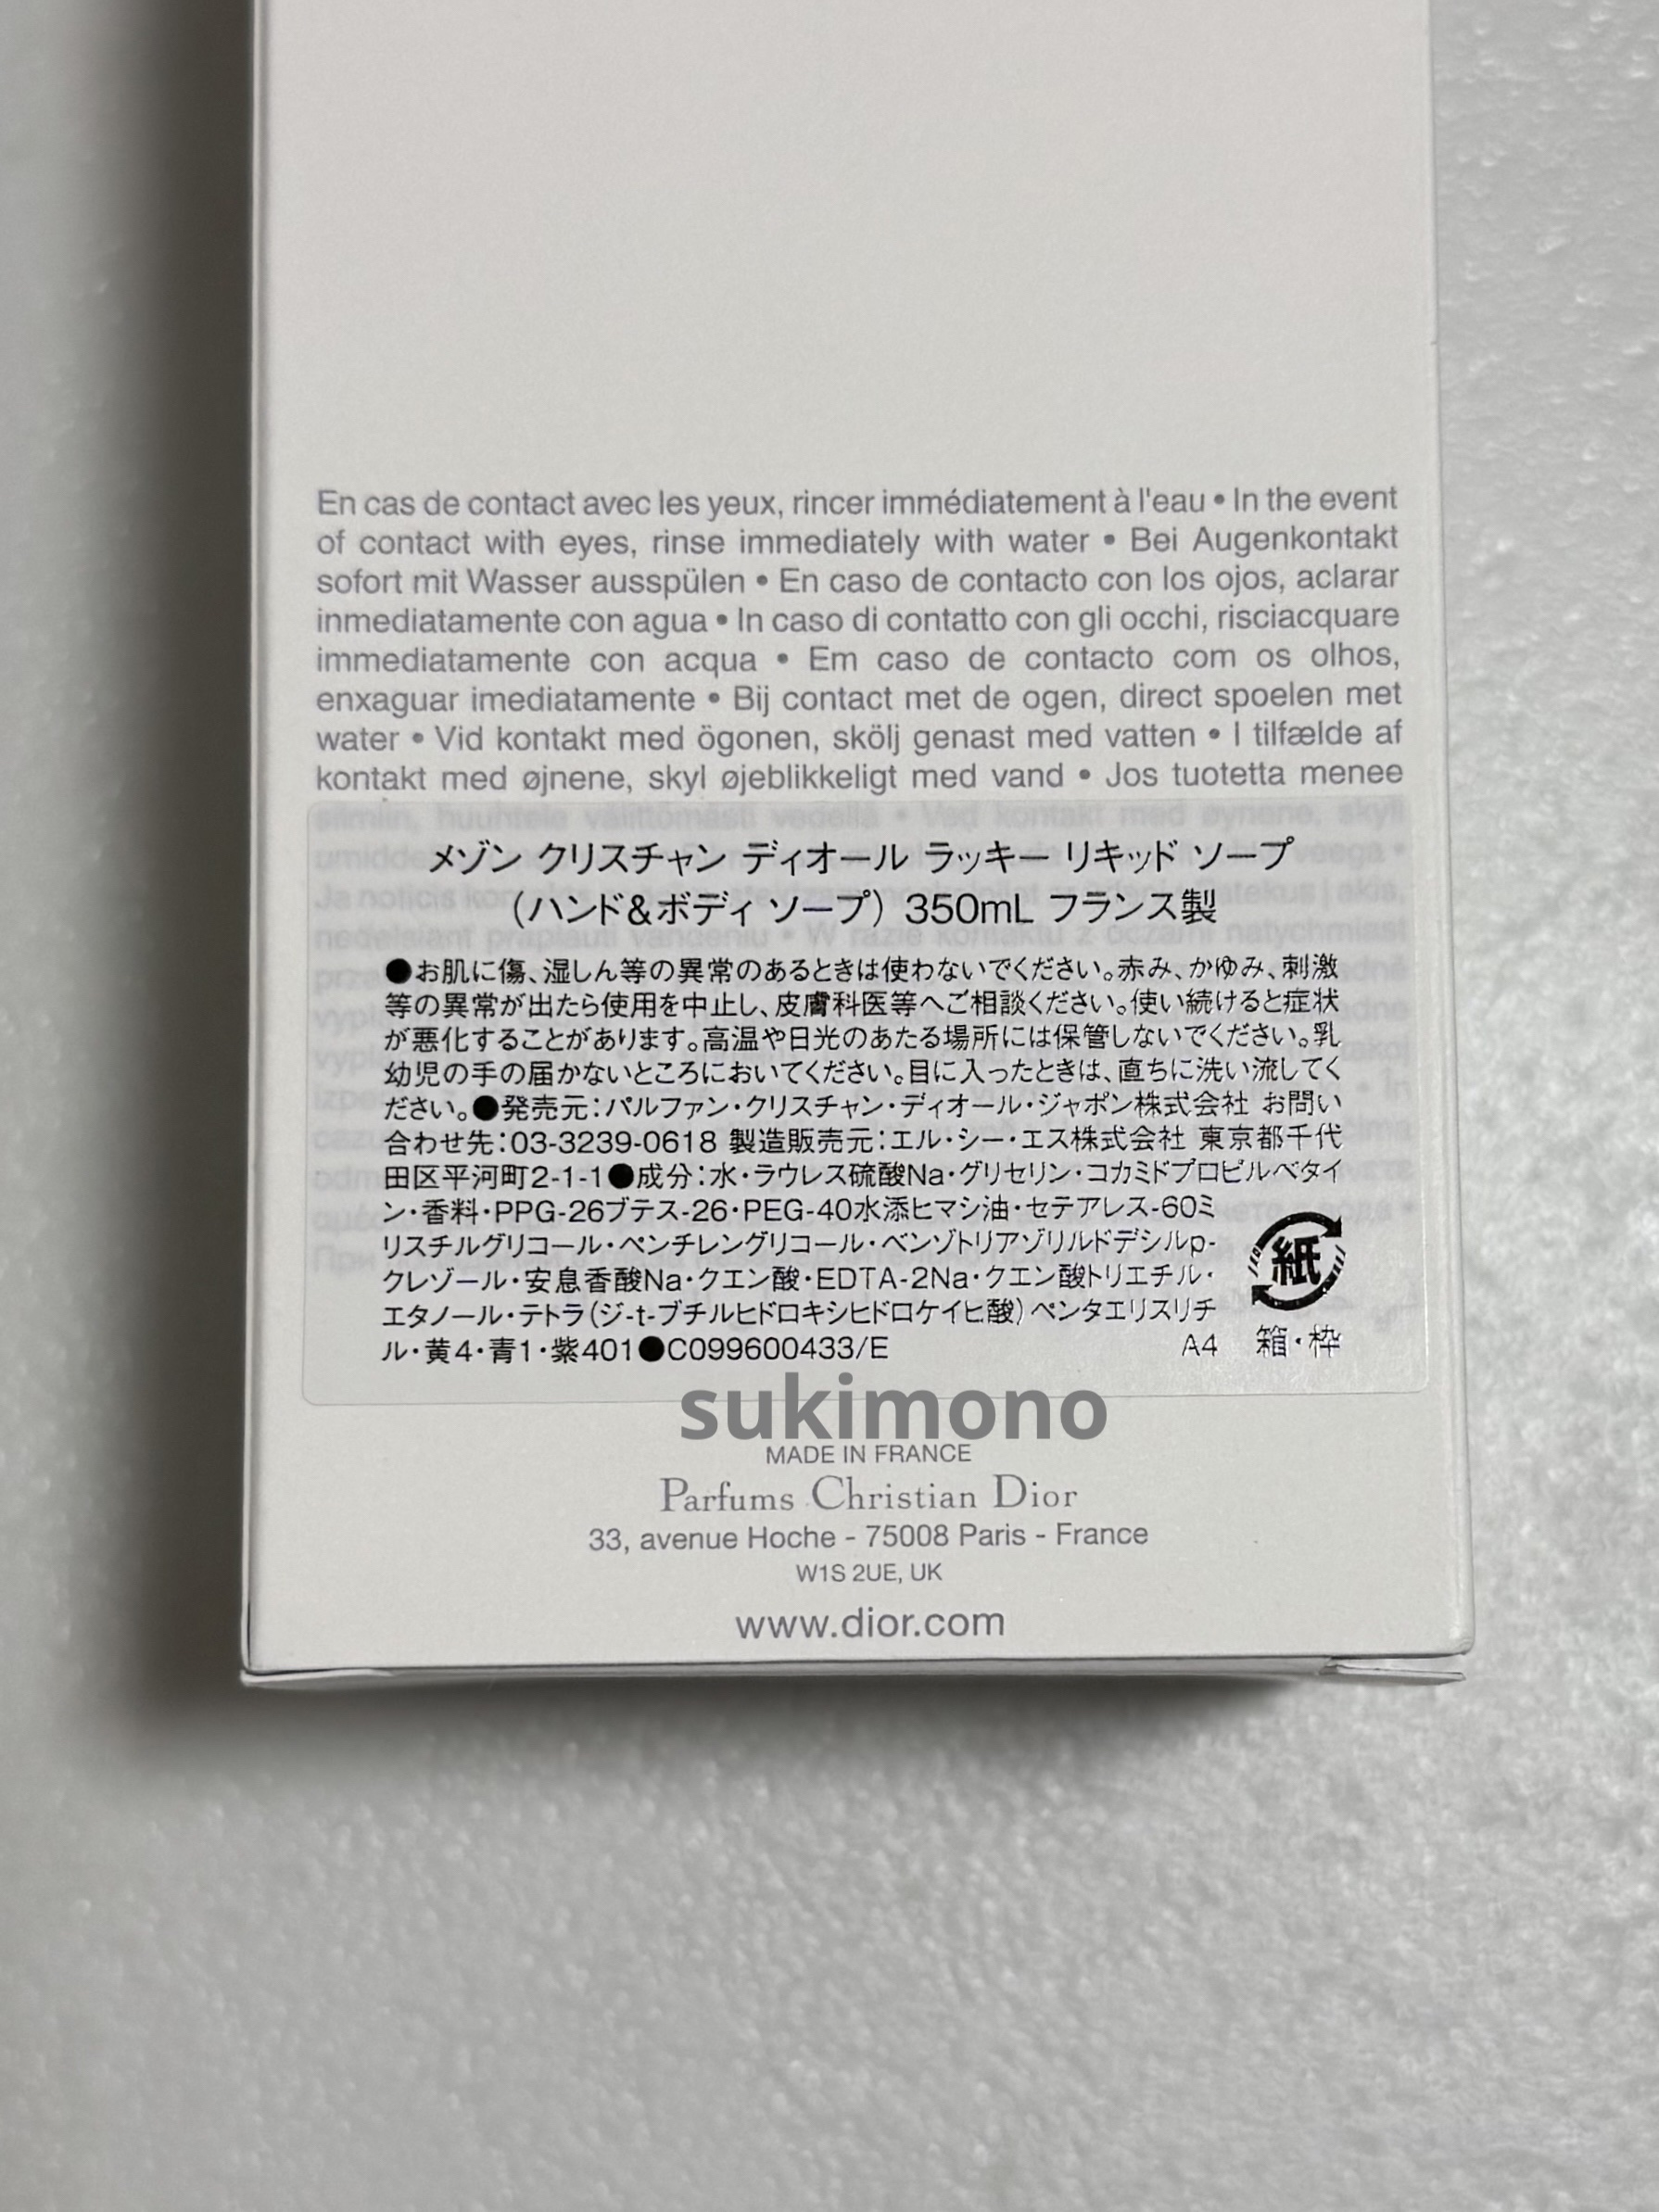 En cas de contact avec les yeux, rincer immédiatement à l'eau • In the event
of contact with eyes, rinse immediately with water • Bei Augenkontakt
sofort mit Wasser ausspülen • En caso de contacto con los ojos, aclarar
inmediatamente con agua • In caso di contatto con gli occhi, risciacquare
immediatamente con acqua • Em caso de contacto com os olhos,
enxaguar imediatamente • Bij contact met de ogen, direct spoelen met
water • Vid kontakt med ögonen, skölj genast med vatten • I tilfælde af
kontakt med øjnene, skyl øjeblikkeligt med vand • Jos tuotetta menee
silmiin, huuhtele välittömästi vedellä • Ved kontakt med øynene, skyll
メゾン クリスチャン ディオール ラッキー リキッド ソープ
(ハンド&ボディ ソープ) 350mL フランス製
●お肌に傷、湿しん等の異常のあるときは使わないでください。赤み、かゆみ、刺激
等の異常が出たら使用を中止し、皮膚科医等へご相談ください。使い続けると症状
が悪化することがあります。高温や日光のあたる場所には保管しないでください。乳
幼児の手の届かないところにおいてください。目に入ったときは、直ちに洗い流してく
ださい。●発売元：パルファン・クリスチャン・ディオール・ジャポン株式会社 お問い
合わせ先：03-3239-0618 製造販売元：エル・シー・エス株式会社 東京都千代
田区平河町2-1-1●成分：水・ラウレス硫酸Na・グリセリン・コカミドプロピルベタイ
ン・香料・PPG-26ブテス-26・PEG-40水添ヒマシ油・セテアレス-60ミ
リスチルグリコール・ペンチレングリコール・ベンゾトリアゾリルドデシルp-
クレゾール・安息香酸Na・クエン酸・EDTA-2Na・クエン酸トリエチル・
エタノール・テトラ(ジ-t-ブチルヒドロキシヒドロケイヒ酸)ペンタエリスリチ
ル・黄4・青1・紫401●C099600433/E A4
紙
箱・枠
sukimono
MADE IN FRANCE
Parfums Christian Dior
33, avenue Hoche - 75008 Paris - France
W1S 2UE, UK
www.dior.com